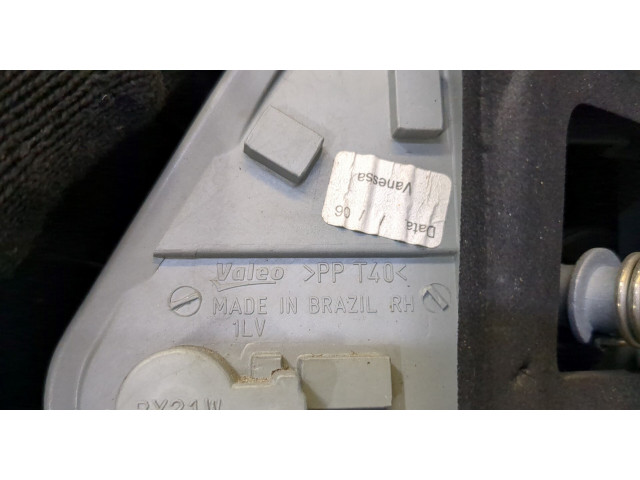 Data / / 06
Vanessa
Valeo >PP T40<
MADE IN BRAZIL RH
1LV